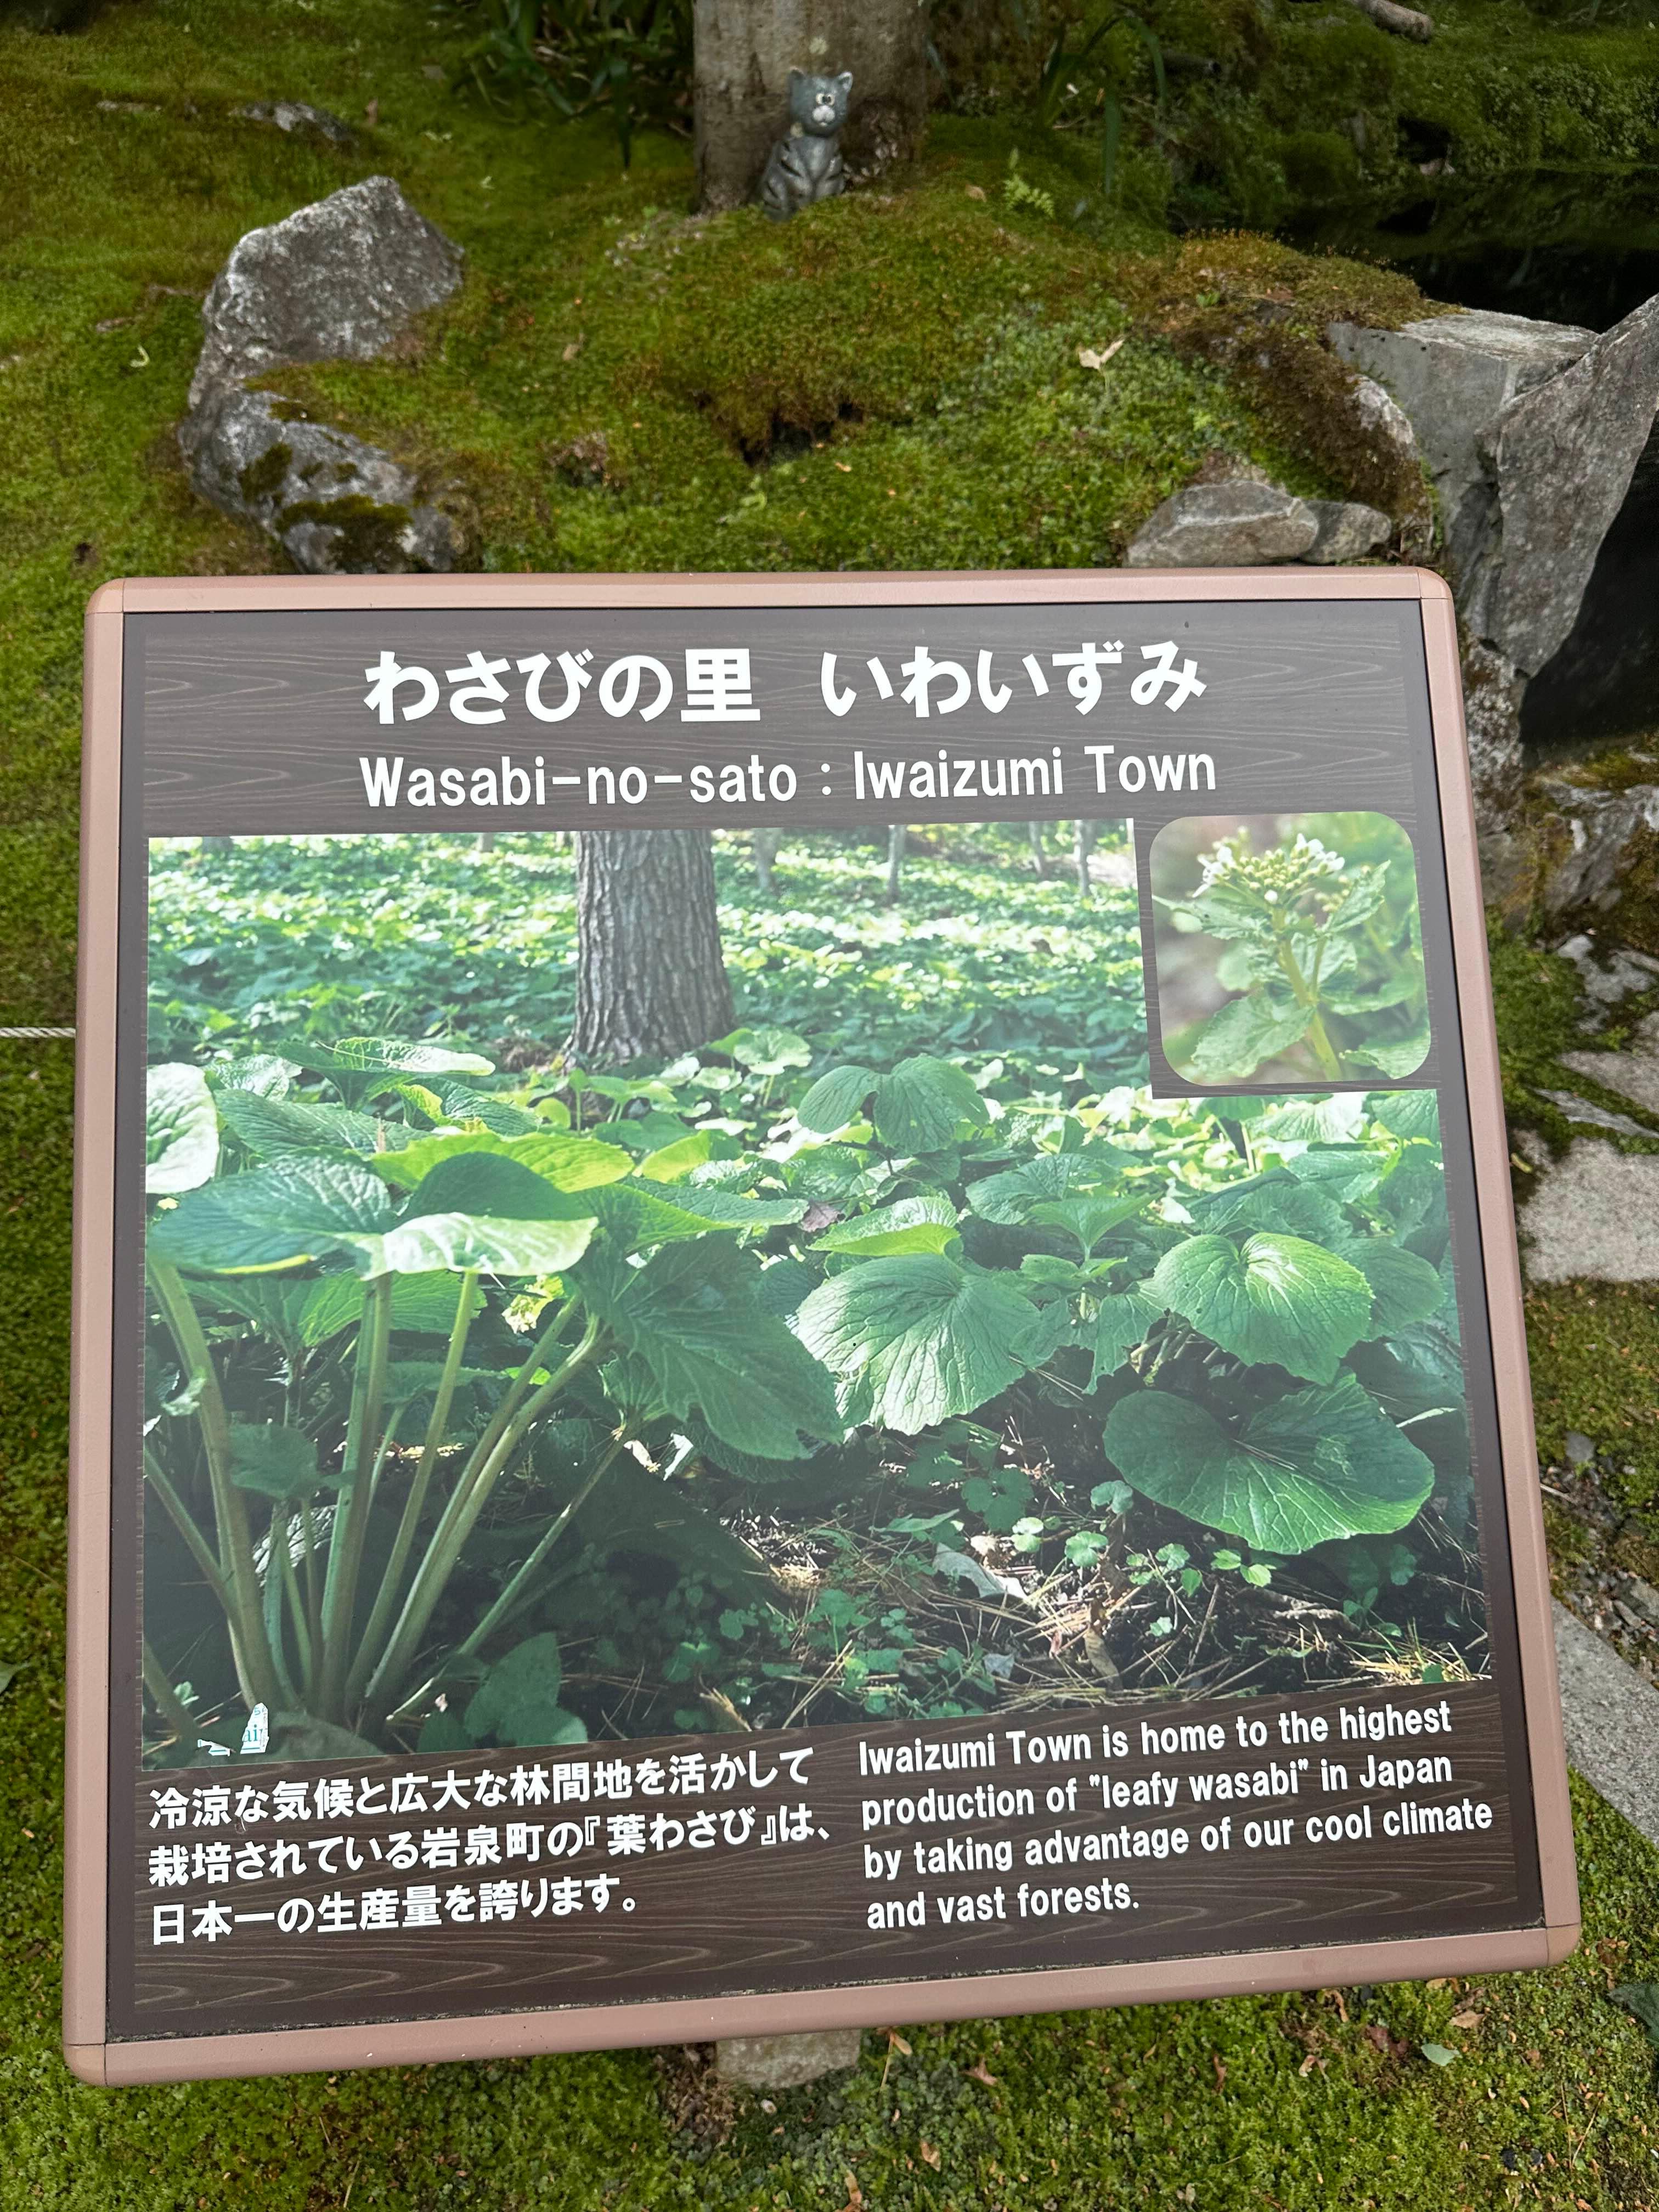 わさびの里 いわいずみ
Wasabi-no-sato : Iwaizumi Town
冷涼な気候と広大な林間地を活かして
栽培されている岩泉町の『葉わさび』は、
日本一の生産量を誇ります。
Iwaizumi Town is home to the highest
production of "leafy wasabi" in Japan
by taking advantage of our cool climate
and vast forests.